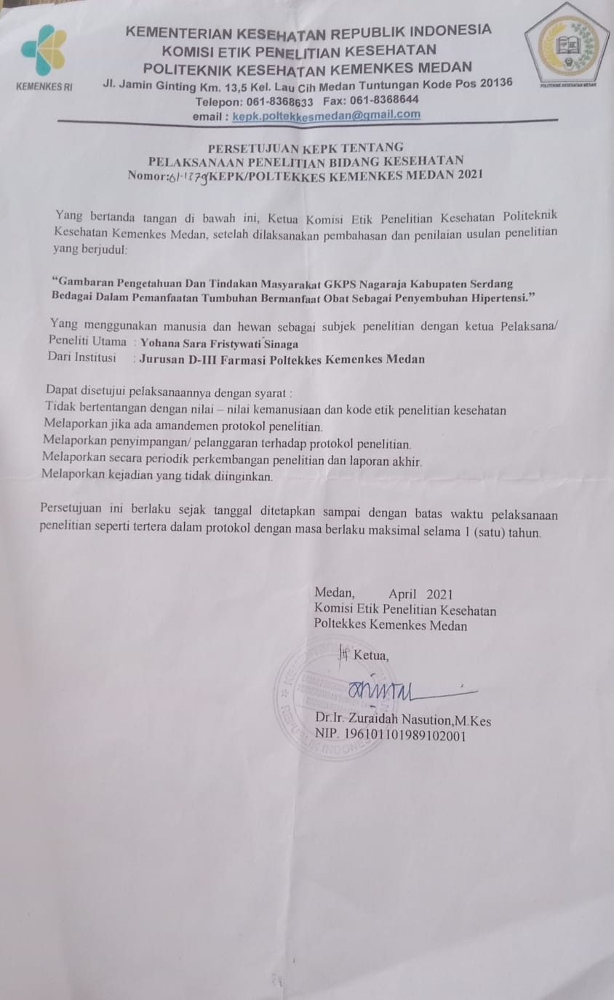 KEMENTERIAN KESEHATAN REPUBLIK INDONESIA
KOMISI ETIK PENELITIAN KESEHATAN
POLITEKNIK KESEHATAN KEMENKES MEDAN
KEMENKES RI
Jl. Jamin Ginting Km. 13,5 Kel. Lau Cih Medan Tuntungan Kode Pos 20136
POLITEKNIK KESEHATAN MEDAN
Telepon: 061-8368633 Fax: 061-8368644
email : kepk.poltekkesmedan@gmail.com
PERSETUJUAN KEPK TENTANG
PELAKSANAAN PENELITIAN BIDANG KESEHATAN
Nomor: KEPK/POLTEKKES KEMENKES MEDAN 2021
Yang bertanda tangan di bawah ini, Ketua Komisi Etik Penelitian Kesehatan Politeknik
Kesehatan Kemenkes Medan, setelah dilaksanakan pembahasan dan penilaian usulan penelitian
yang berjudul:
“Gambaran Pengetahuan Dan Tindakan Masyarakat GKPS Nagaraja Kabupaten Serdang
Bedagai Dalam Pemanfaatan Tumbuhan Bermanfaat Obat Sebagai Penyembuhan Hipertensi.”
Yang menggunakan manusia dan hewan sebagai subjek penelitian dengan ketua Pelaksana/
Peneliti Utama : Yohana Sara Fristywati Sinaga
Dari Institusi : Jurusan D-III Farmasi Poltekkes Kemenkes Medan
Dapat disetujui pelaksanaannya dengan syarat :
Tidak bertentangan dengan nilai – nilai kemanusiaan dan kode etik penelitian kesehatan
Melaporkan jika ada amandemen protokol penelitian.
Melaporkan penyimpangan/ pelanggaran terhadap protokol penelitian.
Melaporkan secara periodik perkembangan penelitian dan laporan akhir.
Melaporkan kejadian yang tidak diinginkan.
Persetujuan ini berlaku sejak tanggal ditetapkan sampai dengan batas waktu pelaksanaan
penelitian seperti tertera dalam protokol dengan masa berlaku maksimal selama 1 (satu) tahun.
Medan, April 2021
Komisi Etik Penelitian Kesehatan
Poltekkes Kemenkes Medan
Ketua,
Dr.Ir. Zuraidah Nasution,M.Kes
NIP. 196101101989102001